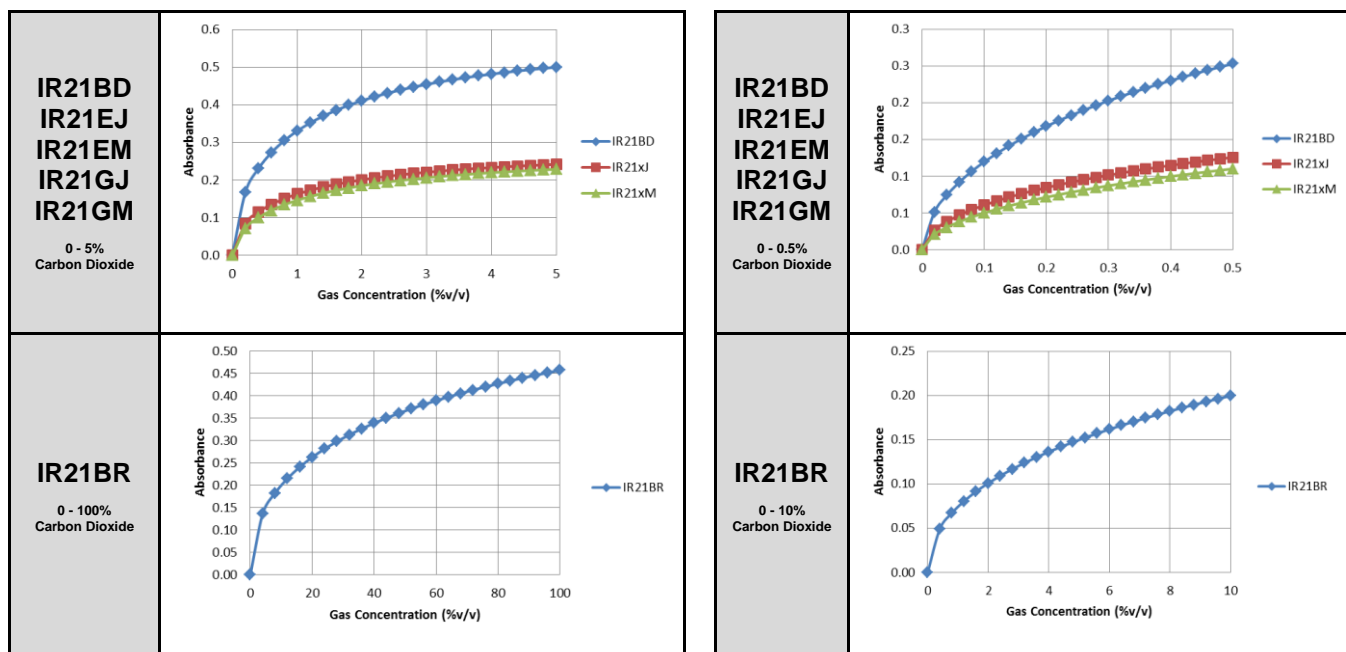 IR21BD
IR21EJ
IR21EM
IR21GJ
IR21GM
0 - 5%
Carbon Dioxide
Absorbance
0.6
0.5
0.4
0.3
0.2
0.1
0.0
0 1 2 3 4 5
Gas Concentration (%v/v)
IR21BD
IR21xJ
IR21xM
IR21BD
IR21EJ
IR21EM
IR21GJ
IR21GM
0 - 0.5%
Carbon Dioxide
Absorbance
0.3
0.3
0.2
0.2
0.1
0.1
0.0
0 0.1 0.2 0.3 0.4 0.5
Gas Concentration (%v/v)
IR21BD
IR21xJ
IR21xM
IR21BR
0 - 100%
Carbon Dioxide
Absorbance
0.50
0.45
0.40
0.35
0.30
0.25
0.20
0.15
0.10
0.05
0.00
0 20 40 60 80 100
Gas Concentration (%v/v)
IR21BR
IR21BR
0 - 10%
Carbon Dioxide
Absorbance
0.25
0.20
0.15
0.10
0.05
0.00
0 2 4 6 8 10
Gas Concentration (%v/v)
IR21BR